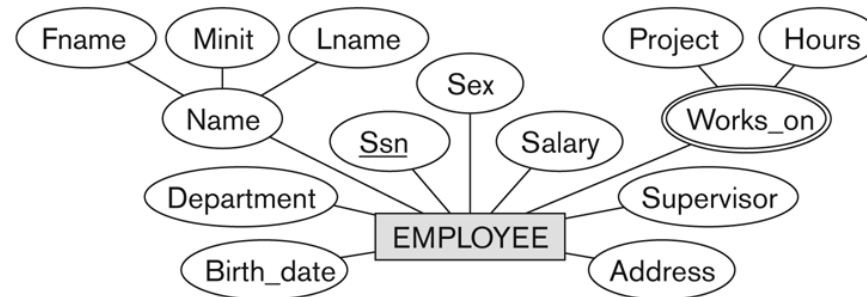 Fname Minit Lname Project Hours
Sex
Name Ssn Salary Works_on
Department Supervisor
EMPLOYEE
Birth_date Address